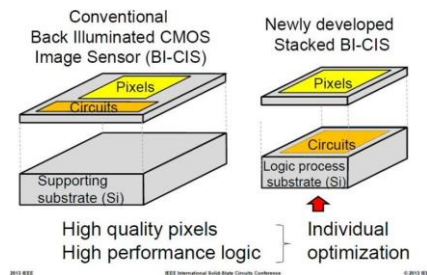 Conventional
Back Illuminated CMOS
Image Sensor (BI-CIS)
Pixels
Circuits
Supporting
substrate (Si)
Newly developed
Stacked BI-CIS
Pixels
Circuits
Logic process
substrate (Si)
High quality pixels
High performance logic
Individual
optimization
2013 IEEE
IEEE International Solid-State Circuits Conference
© 2013 IE